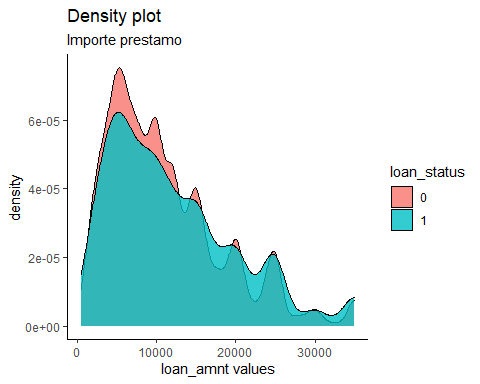 Density plot
Importe prestamo
density
6e-05
4e-05
2e-05
0e+00
0
10000
20000
30000
loan_amnt values
loan_status
0
1